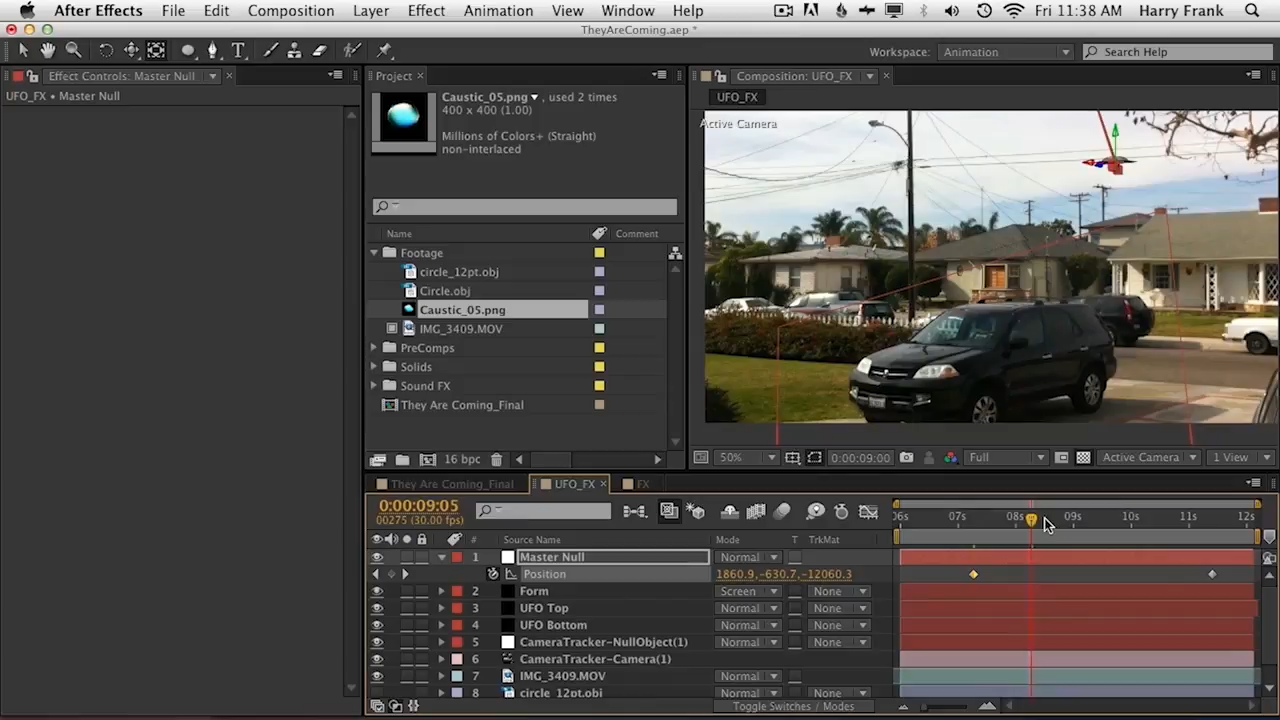 After Effects File Edit Composition Layer Effect Animation View Window Help Fri 11:38 AM Harry Frank
TheyAreComing.aep *
Workspace: Animation Search Help
Effect Controls: Master Null
Project
Composition: UFO_FX
UFO_FX • Master Null
Caustic_05.png , used 2 times
400 x 400 (1.00)
Millions of Colors+ (Straight)
non-interlaced
UFO_FX
Active Camera
Name Comment
Footage
circle_12pt.obj
Circle.obj
Caustic_05.png
IMG_3409.MOV
PreComps
Solids
Sound FX
They Are Coming_Final
16 bpc
50% 0:00:09:00 Full Active Camera 1 View
They Are Coming_Final UFO_FX FX
0:00:09:05
00275 (30.00 fps)
06s 07s 08s 09s 10s 11s 12s
# Source Name Mode T TrkMat
1 Master Null Normal
Position 1860.9,-630.7,-12060.3
2 Form Screen None
3 UFO Top Normal None
4 UFO Bottom Normal None
5 CameraTracker-NullObject(1) Normal None
6 CameraTracker-Camera(1)
7 IMG_3409.MOV Normal None
8 circle_12pt.obj Normal None
Toggle Switches / Modes